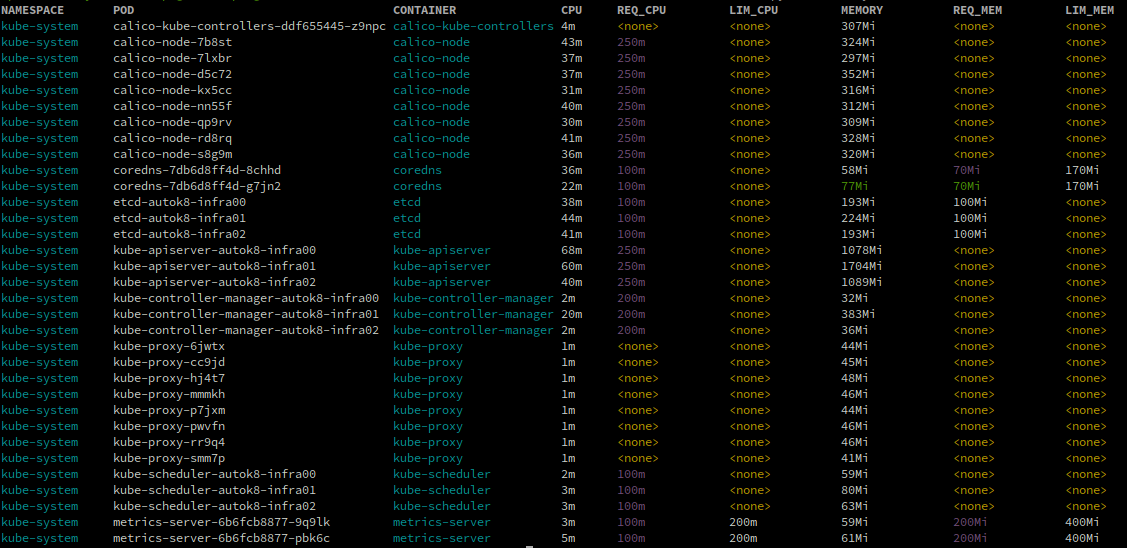 NAMESPACE POD CONTAINER CPU REQ_CPU LIM_CPU MEMORY REQ_MEM LIM_MEM
kube-system calico-kube-controllers-ddf655445-z9npc calico-kube-controllers 4m <none> <none> 307Mi <none> <none>
kube-system calico-node-7b8st calico-node 43m 250m <none> 324Mi <none> <none>
kube-system calico-node-7lxbr calico-node 37m 250m <none> 297Mi <none> <none>
kube-system calico-node-d5c72 calico-node 37m 250m <none> 352Mi <none> <none>
kube-system calico-node-kx5cc calico-node 31m 250m <none> 316Mi <none> <none>
kube-system calico-node-nn55f calico-node 40m 250m <none> 312Mi <none> <none>
kube-system calico-node-qp9rv calico-node 30m 250m <none> 309Mi <none> <none>
kube-system calico-node-rd8rq calico-node 41m 250m <none> 328Mi <none> <none>
kube-system calico-node-s8g9m calico-node 36m 250m <none> 320Mi <none> <none>
kube-system coredns-7db6d8ff4d-8chhd coredns 36m 100m <none> 58Mi 70Mi 170Mi
kube-system coredns-7db6d8ff4d-g7jn2 coredns 22m 100m <none> 77Mi 70Mi 170Mi
kube-system etcd-autok8-infra00 etcd 38m 100m <none> 193Mi 100Mi <none>
kube-system etcd-autok8-infra01 etcd 44m 100m <none> 224Mi 100Mi <none>
kube-system etcd-autok8-infra02 etcd 41m 100m <none> 193Mi 100Mi <none>
kube-system kube-apiserver-autok8-infra00 kube-apiserver 68m 250m <none> 1078Mi <none> <none>
kube-system kube-apiserver-autok8-infra01 kube-apiserver 60m 250m <none> 1704Mi <none> <none>
kube-system kube-apiserver-autok8-infra02 kube-apiserver 40m 250m <none> 1089Mi <none> <none>
kube-system kube-controller-manager-autok8-infra00 kube-controller-manager 2m 200m <none> 32Mi <none> <none>
kube-system kube-controller-manager-autok8-infra01 kube-controller-manager 20m 200m <none> 383Mi <none> <none>
kube-system kube-controller-manager-autok8-infra02 kube-controller-manager 2m 200m <none> 36Mi <none> <none>
kube-system kube-proxy-6jwtx kube-proxy 1m <none> <none> 44Mi <none> <none>
kube-system kube-proxy-cc9jd kube-proxy 1m <none> <none> 45Mi <none> <none>
kube-system kube-proxy-hj4t7 kube-proxy 1m <none> <none> 48Mi <none> <none>
kube-system kube-proxy-mmmkh kube-proxy 1m <none> <none> 46Mi <none> <none>
kube-system kube-proxy-p7jxm kube-proxy 1m <none> <none> 44Mi <none> <none>
kube-system kube-proxy-pwvfn kube-proxy 1m <none> <none> 46Mi <none> <none>
kube-system kube-proxy-rr9q4 kube-proxy 1m <none> <none> 46Mi <none> <none>
kube-system kube-proxy-smm7p kube-proxy 1m <none> <none> 41Mi <none> <none>
kube-system kube-scheduler-autok8-infra00 kube-scheduler 2m 100m <none> 59Mi <none> <none>
kube-system kube-scheduler-autok8-infra01 kube-scheduler 3m 100m <none> 80Mi <none> <none>
kube-system kube-scheduler-autok8-infra02 kube-scheduler 3m 100m <none> 63Mi <none> <none>
kube-system metrics-server-6b6fcb8877-9q9lk metrics-server 3m 100m 200m 59Mi 200Mi 400Mi
kube-system metrics-server-6b6fcb8877-pbk6c metrics-server 5m 100m 200m 61Mi 200Mi 400Mi